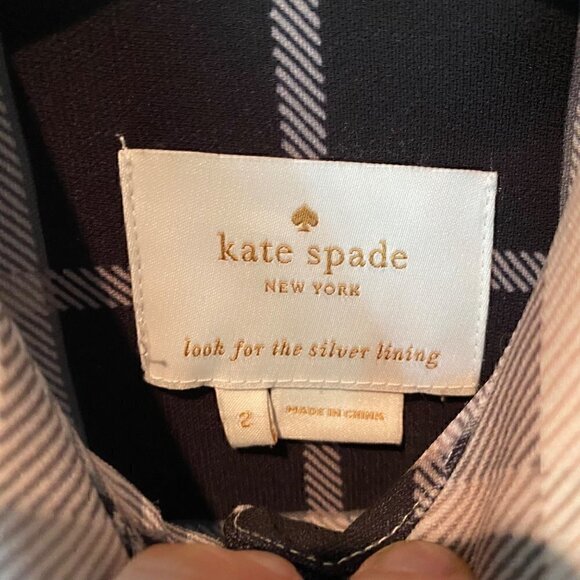 kate spade
NEW YORK
look for the silver lining
2
MADE IN CHINA